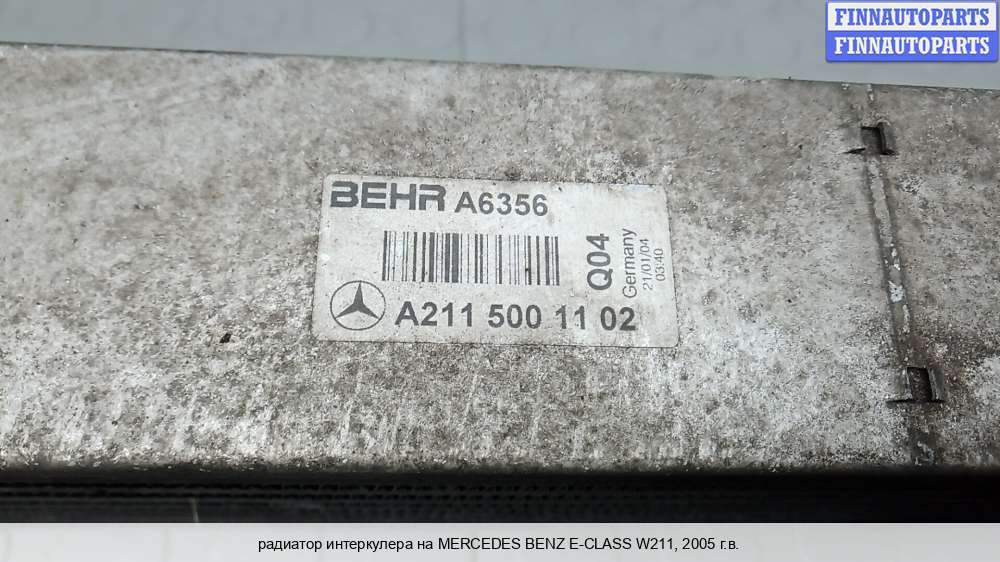 FINNAUTOPARTS
FINNAUTOPARTS
BEHR A6356
Q04
Germany
21/01/04
03:40
A211 500 11 02
радиатор интеркулера на MERCEDES BENZ E-CLASS W211, 2005 г.в.